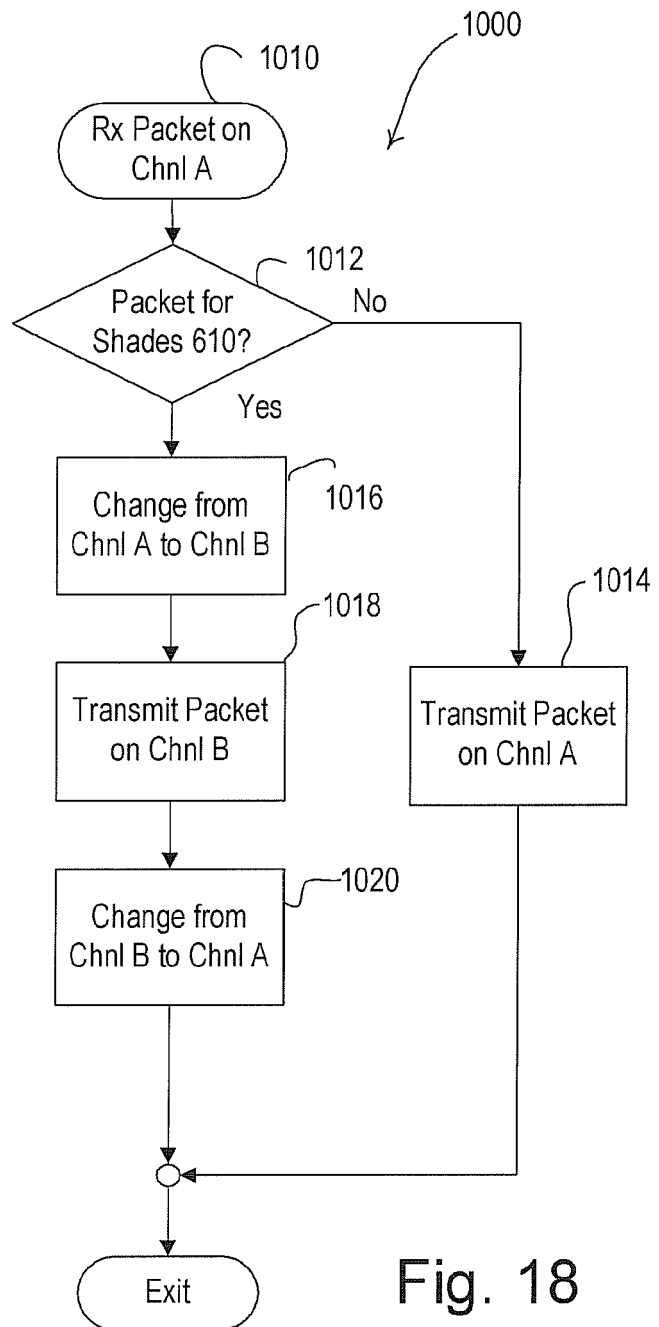 1000
1010
Rx Packet on
Chnl A
1012
Packet for
Shades 610?
No
Yes
Change from
Chnl A to Chnl B
1016
1018
Transmit Packet
on Chnl B
1014
Transmit Packet
on Chnl A
1020
Change from
Chnl B to Chnl A
Exit
Fig. 18